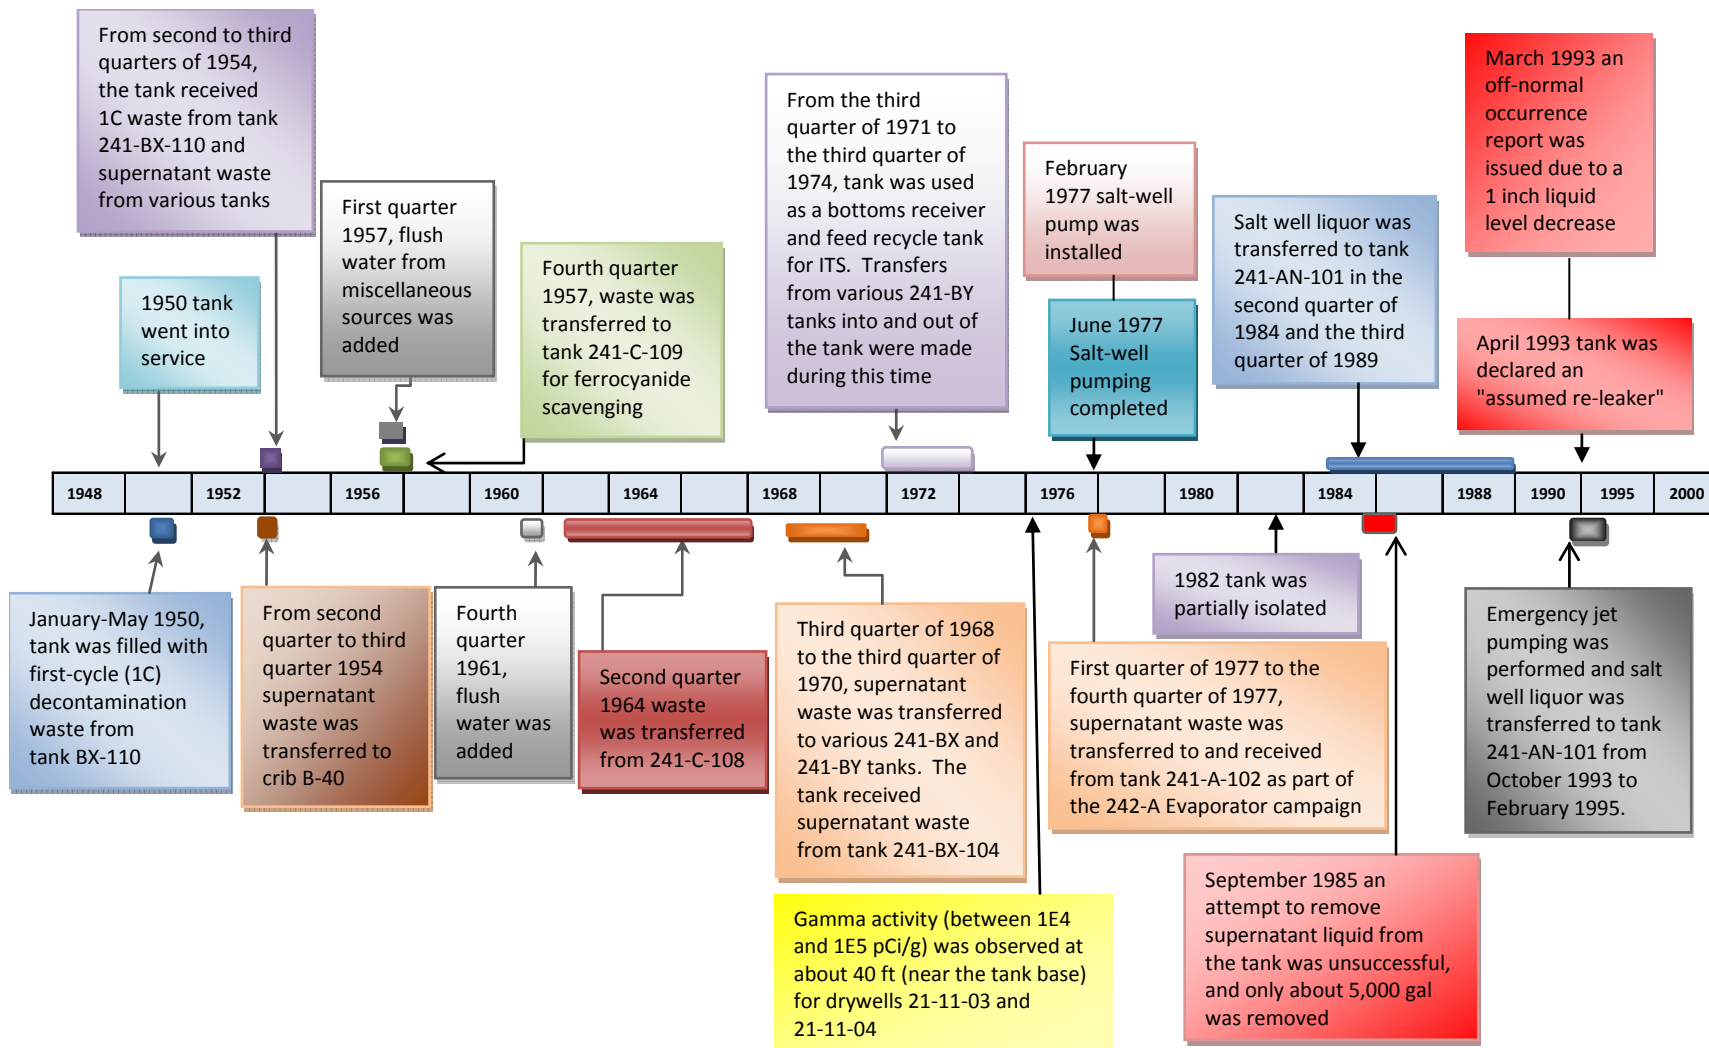 From second to third
quarters of 1954,
the tank received
1C waste from tank
241-BX-110 and
supernatant waste
from various tanks
1950 tank
went into
service
First quarter
1957, flush
water from
miscellaneous
sources was
added
Fourth quarter
1957, waste was
transferred to
tank 241-C-109
for ferrocyanide
scavenging
From the third
quarter of 1971 to
the third quarter of
1974, tank was used
as a bottoms receiver
and feed recycle tank
for ITS.  Transfers
from various 241-BY
tanks into and out of
the tank were made
during this time
February
1977 salt-well
pump was
installed
June 1977
Salt-well
pumping
completed
Salt well liquor was
transferred to tank
241-AN-101 in the
second quarter of
1984 and the third
quarter of 1989
March 1993 an
off-normal
occurrence
report was
issued due to a
1 inch liquid
level decrease
April 1993 tank was
declared an
"assumed re-leaker"
1948 1952 1956 1960 1964 1968 1972 1976 1980 1984 1988 1990 1995 2000
January-May 1950,
tank was filled with
first-cycle (1C)
decontamination
waste from
tank BX-110
From second
quarter to third
quarter 1954
supernatant
waste was
transferred to
crib B-40
Fourth
quarter
1961,
flush
water was
added
Second quarter
1964 waste
was transferred
from 241-C-108
Third quarter of 1968
to the third quarter of
1970, supernatant
waste was transferred
to various 241-BX and
241-BY tanks.  The
tank received
supernatant waste
from tank 241-BX-104
Gamma activity (between 1E4
and 1E5 pCi/g) was observed at
about 40 ft (near the tank base)
for drywells 21-11-03 and
21-11-04
First quarter of 1977 to the
fourth quarter of 1977,
supernatant waste was
transferred to and received
from tank 241-A-102 as part of
the 242-A Evaporator campaign
1982 tank was
partially isolated
September 1985 an
attempt to remove
supernatant liquid from
the tank was unsuccessful,
and only about 5,000 gal
was removed
Emergency jet
pumping was
performed and salt
well liquor was
transferred to tank
241-AN-101 from
October 1993 to
February 1995.